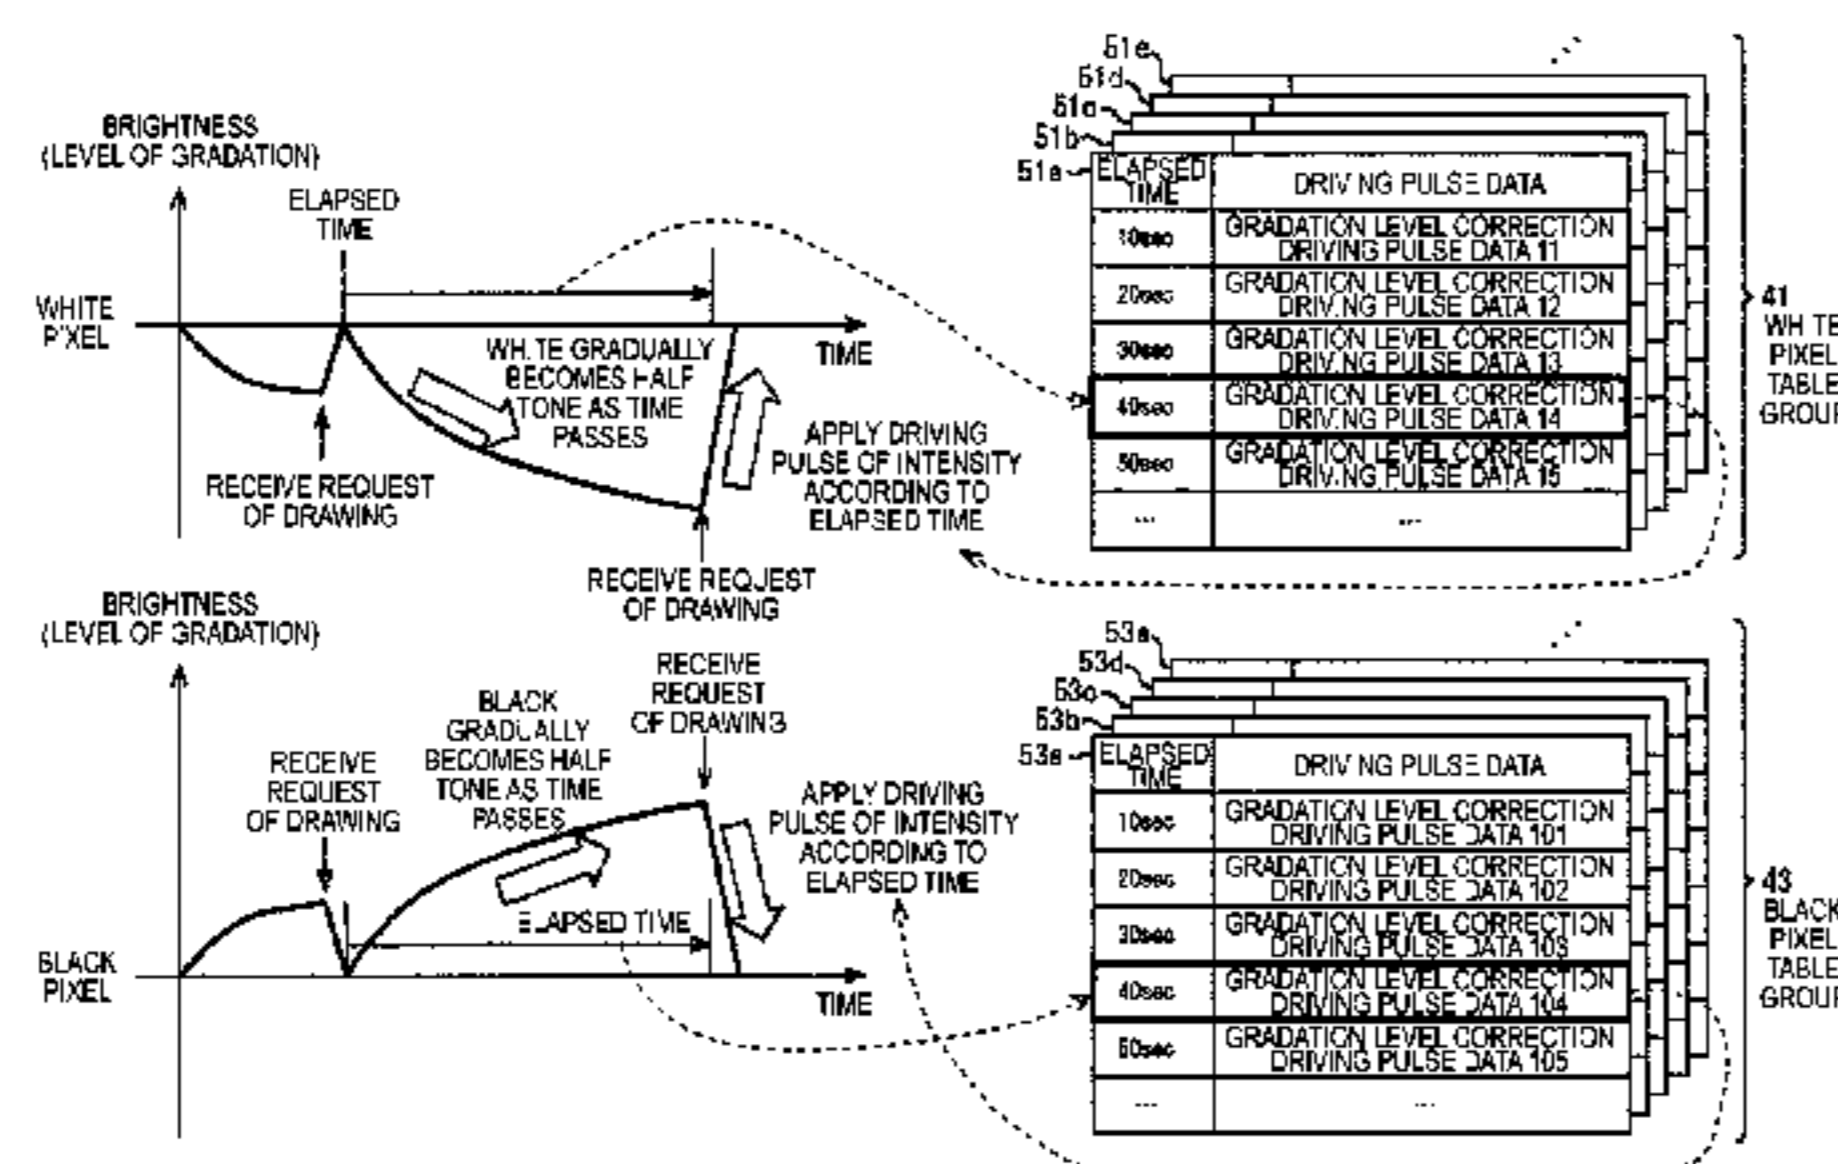 BRIGHTNESS
(LEVEL OF GRADATION)
ELAPSED
TIME
WHITE
PIXEL
TIME
WHITE GRADUALLY
BECOMES HALF
TONE AS TIME
PASSES
RECEIVE REQUEST
OF DRAWING
APPLY DRIVING
PULSE OF INTENSITY
ACCORDING TO
ELAPSED TIME
RECEIVE REQUEST
OF DRAWING
51e
51d
51c
51b
51a
ELAPSED
TIME
DRIVING PULSE DATA
10sec
GRADATION LEVEL CORRECTION
DRIVING PULSE DATA 11
20sec
GRADATION LEVEL CORRECTION
DRIVING PULSE DATA 12
30sec
GRADATION LEVEL CORRECTION
DRIVING PULSE DATA 13
40sec
GRADATION LEVEL CORRECTION
DRIVING PULSE DATA 14
50sec
GRADATION LEVEL CORRECTION
DRIVING PULSE DATA 15
...
...
41
WHITE
PIXEL
TABLE
GROUP
BRIGHTNESS
(LEVEL OF GRADATION)
RECEIVE
REQUEST
OF DRAWING
BLACK
GRADUALLY
BECOMES HALF
TONE AS TIME
PASSES
RECEIVE
REQUEST
OF DRAWING
APPLY DRIVING
PULSE OF INTENSITY
ACCORDING TO
ELAPSED TIME
ELAPSED TIME
BLACK
PIXEL
TIME
53e
53d
53c
53b
53a
ELAPSED
TIME
DRIVING PULSE DATA
10sec
GRADATION LEVEL CORRECTION
DRIVING PULSE DATA 101
20sec
GRADATION LEVEL CORRECTION
DRIVING PULSE DATA 102
30sec
GRADATION LEVEL CORRECTION
DRIVING PULSE DATA 103
40sec
GRADATION LEVEL CORRECTION
DRIVING PULSE DATA 104
50sec
GRADATION LEVEL CORRECTION
DRIVING PULSE DATA 105
...
...
43
BLACK
PIXEL
TABLE
GROUP